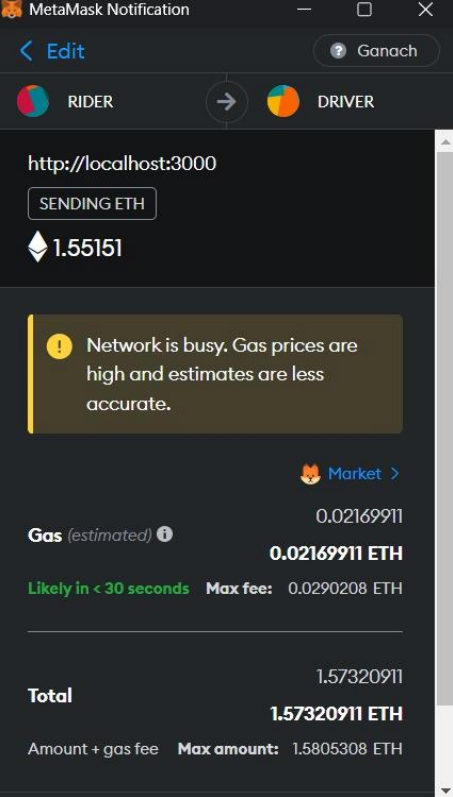 MetaMask Notification
Edit
Ganach
RIDER
DRIVER
http://localhost:3000
SENDING ETH
1.55151
Network is busy. Gas prices are
high and estimates are less
accurate.
Market >
0.02169911
Gas (estimated)
0.02169911 ETH
Likely in < 30 seconds Max fee: 0.0290208 ETH
1.57320911
Total
1.57320911 ETH
Amount + gas fee Max amount: 1.5805308 ETH